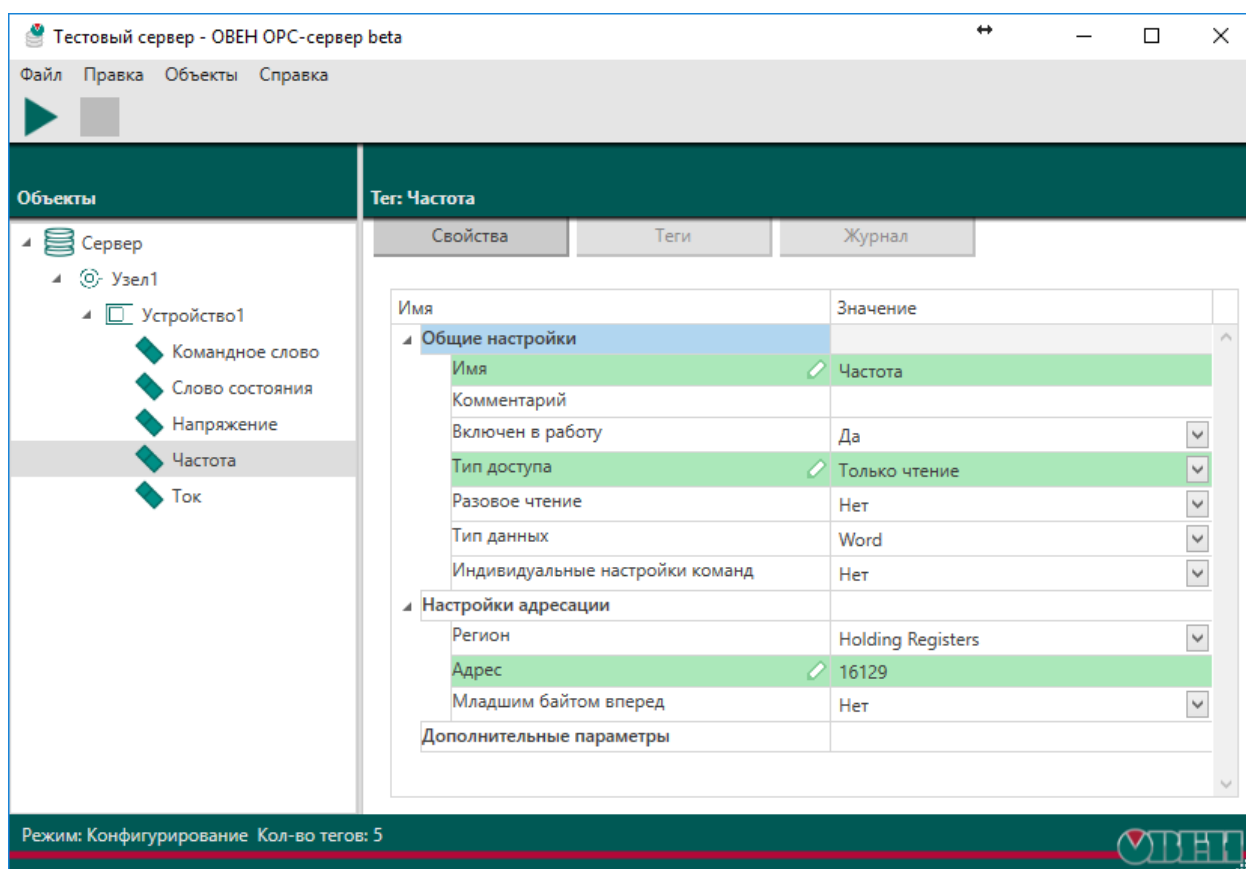 Тестовый сервер - ОВЕН OPC-сервер beta
Файл Правка Объекты Справка
Объекты
Тег: Частота
Сервер
Узел1
Устройство1
Командное слово
Слово состояния
Напряжение
Частота
Ток
Свойства Теги Журнал
Имя Значение
Общие настройки
Имя Частота
Комментарий
Включен в работу Да
Тип доступа Только чтение
Разовое чтение Нет
Тип данных Word
Индивидуальные настройки команд Нет
Настройки адресации
Регион Holding Registers
Адрес 16129
Младшим байтом вперед Нет
Дополнительные параметры
Режим: Конфигурирование Кол-во тегов: 5
ОВЕН